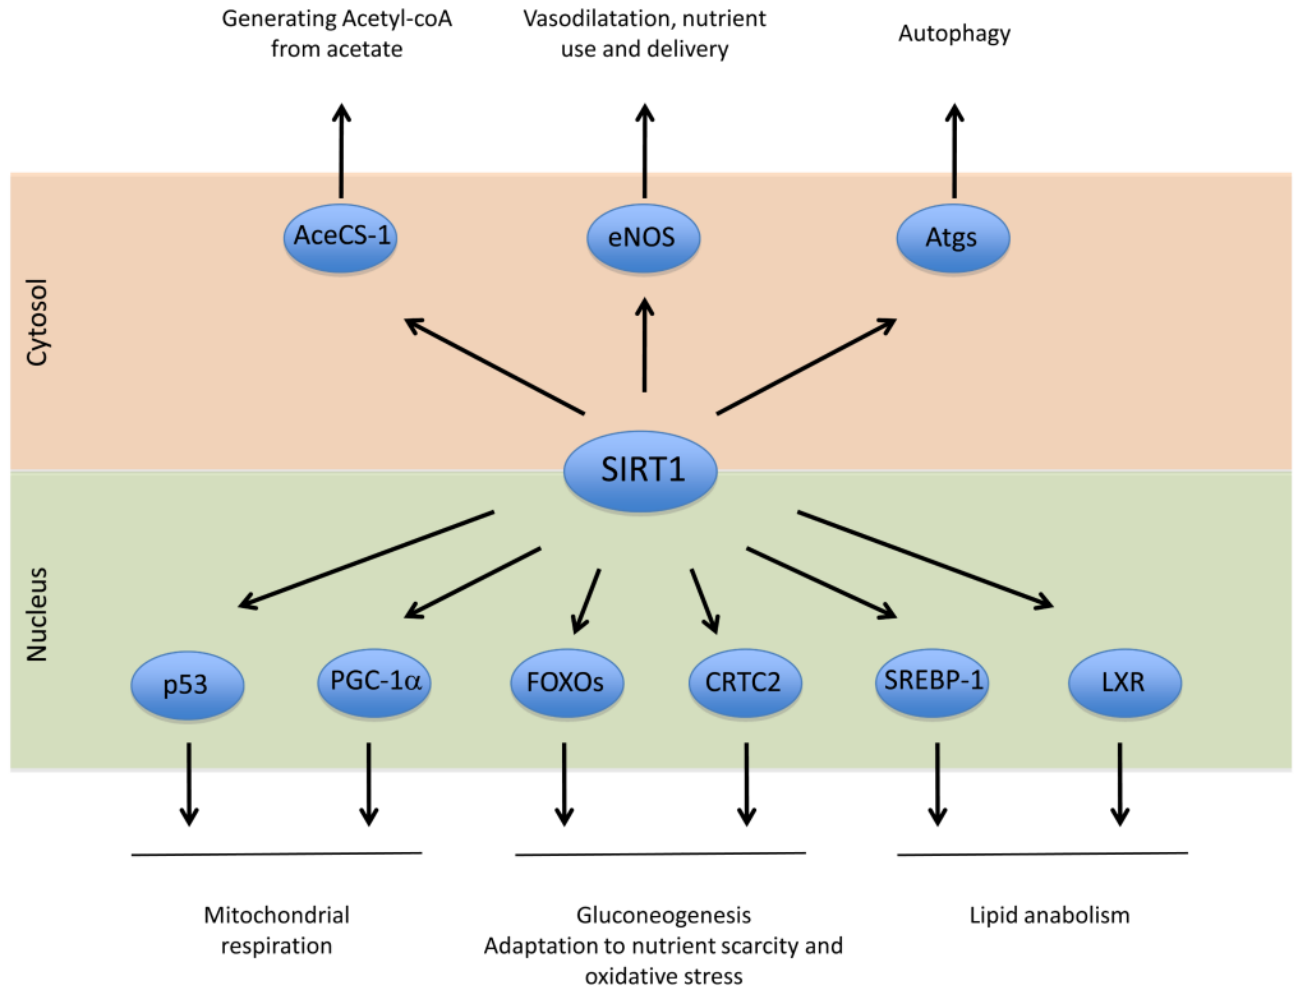 Generating Acetyl-coA
from acetate
Vasodilatation, nutrient
use and delivery
Autophagy
AceCS-1
eNOS
Atgs
Cytosol
SIRT1
Nucleus
p53
PGC-1α
FOXOs
CRTC2
SREBP-1
LXR
Mitochondrial
respiration
Gluconeogenesis
Adaptation to nutrient scarcity and
oxidative stress
Lipid anabolism